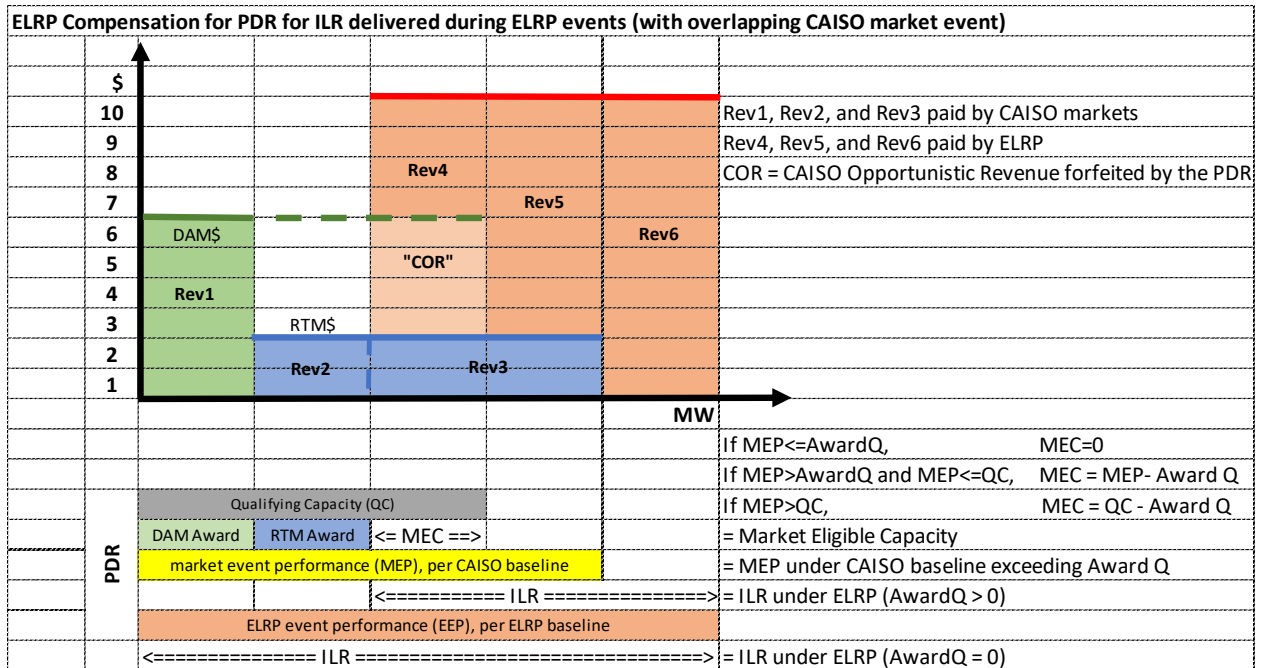 ELRP Compensation for PDR for ILR delivered during ELRP events (with overlapping CAISO market event)
$
10
Rev1, Rev2, and Rev3 paid by CAISO markets
9
Rev4, Rev5, and Rev6 paid by ELRP
8
Rev4
COR = CAISO Opportunistic Revenue forfeited by the PDR
7
Rev5
6
DAM$
Rev6
5
"COR"
4
Rev1
3
RTM$
2
Rev2
Rev3
1
MW
If MEP<=AwardQ, MEC=0
If MEP>AwardQ and MEP<=QC, MEC = MEP- Award Q
Qualifying Capacity (QC)
If MEP>QC, MEC = QC - Award Q
PDR
DAM Award
RTM Award
<= MEC ==>
= Market Eligible Capacity
market event performance (MEP), per CAISO baseline
= MEP under CAISO baseline exceeding Award Q
<=========== ILR ===============>
= ILR under ELRP (AwardQ > 0)
ELRP event performance (EEP), per ELRP baseline
<============== ILR ================================>
= ILR under ELRP (AwardQ = 0)